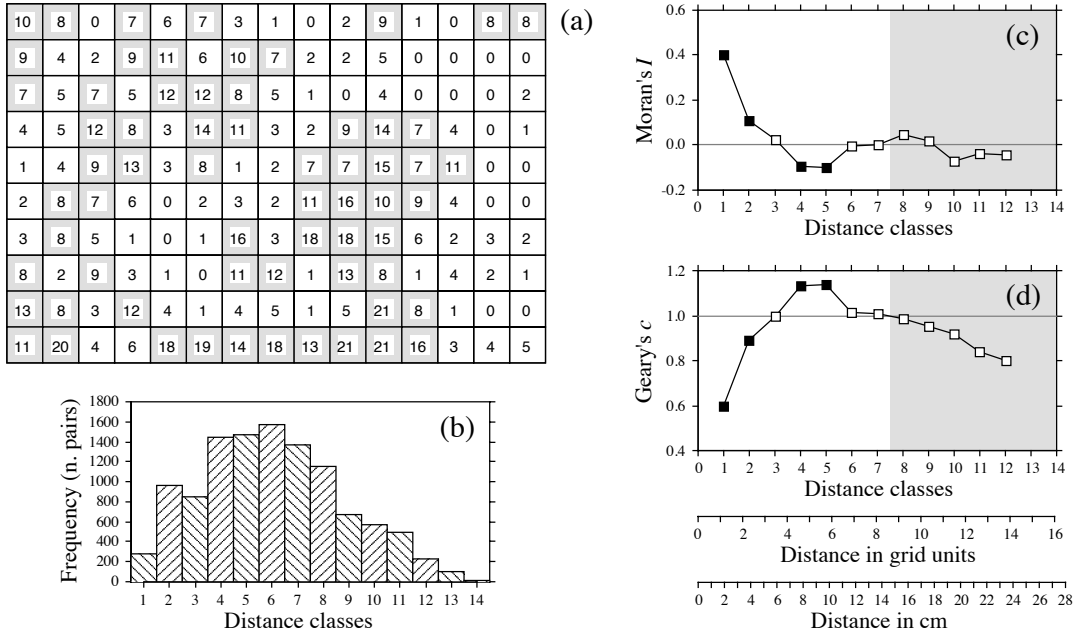 10 8 0 7 6 7 3 1 0 2 9 1 0 8 8
9 4 2 9 11 6 10 7 2 2 5 0 0 0 0
7 5 7 5 12 12 8 5 1 0 4 0 0 0 2
4 5 12 8 3 14 11 3 2 9 14 7 4 0 1
1 4 9 13 3 8 1 2 7 7 15 7 11 0 0
2 8 7 6 0 2 3 2 11 16 10 9 4 0 0
3 8 5 1 0 1 16 3 18 18 15 6 2 3 2
8 2 9 3 1 0 11 12 1 13 8 1 4 2 1
13 8 3 12 4 1 4 5 1 5 21 8 1 0 0
11 20 4 6 18 19 14 18 13 21 21 16 3 4 5
(a)
1800
1600
1400
1200
1000
800
600
400
200
0
Frequency (n. pairs)
(b)
1 2 3 4 5 6 7 8 9 10 11 12 13 14
Distance classes
0.6
0.4
0.2
0.0
-0.2
Moran's I
(c)
0 1 2 3 4 5 6 7 8 9 10 11 12 13 14
Distance classes
1.2
1.0
0.8
0.6
0.4
Geary's c
(d)
0 1 2 3 4 5 6 7 8 9 10 11 12 13 14
Distance classes
0 2 4 6 8 10 12 14 16
Distance in grid units
0 2 4 6 8 10 12 14 16 18 20 22 24 26 28
Distance in cm